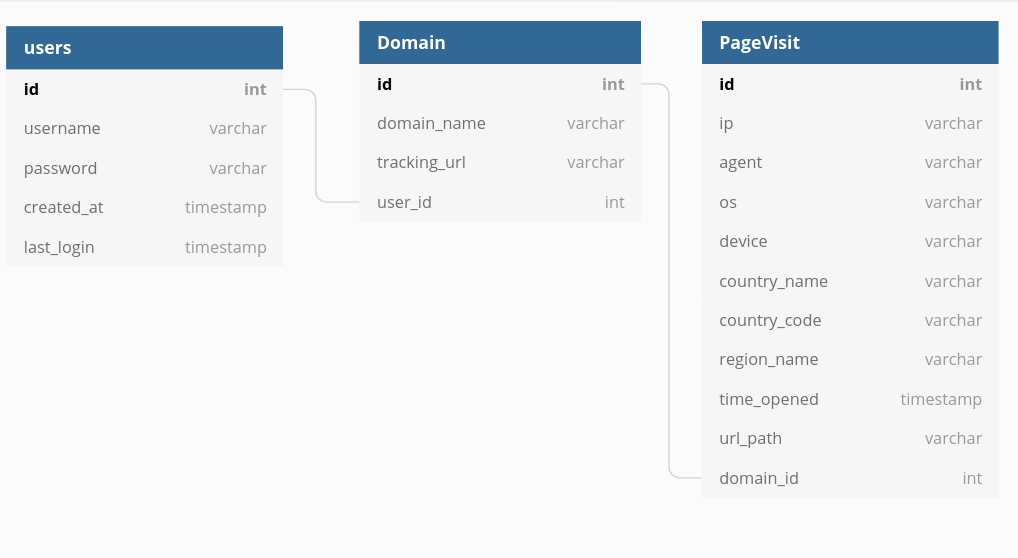 users
id int
username varchar
password varchar
created_at timestamp
last_login timestamp
Domain
id int
domain_name varchar
tracking_url varchar
user_id int
PageVisit
id int
ip varchar
agent varchar
os varchar
device varchar
country_name varchar
country_code varchar
region_name varchar
time_opened timestamp
url_path varchar
domain_id int